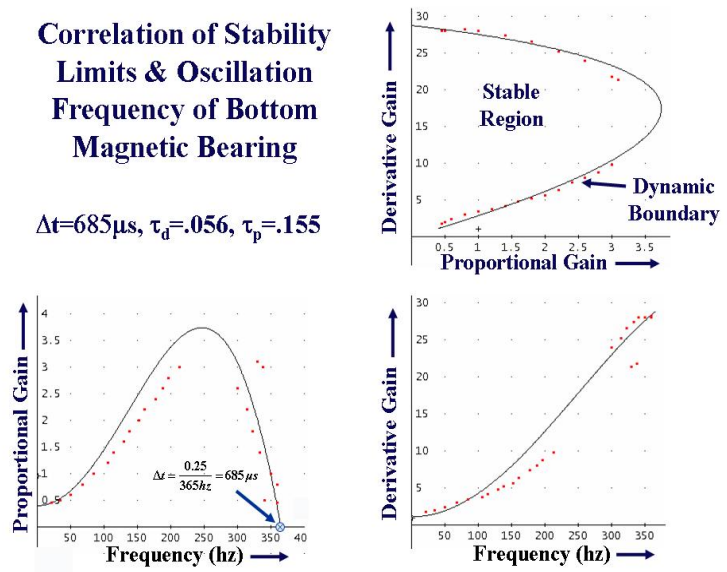 Correlation of Stability
Limits & Oscillation
Frequency of Bottom
Magnetic Bearing
Δt=685μs, τd=.056, τp=.155
Derivative Gain
30
25
20
15
10
5
Stable
Region
Dynamic
Boundary
0.5 1 1.5 2 2.5 3 3.5
Proportional Gain
Proportional Gain
4
3.5
3
2.5
2
1.5
1
0.5
Δt = 0.25/365hz = 685μs
50 100 150 200 250 300 350 40
Frequency (hz)
Derivative Gain
30
25
20
15
10
5
50 100 150 200 250 300 350
Frequency (hz)